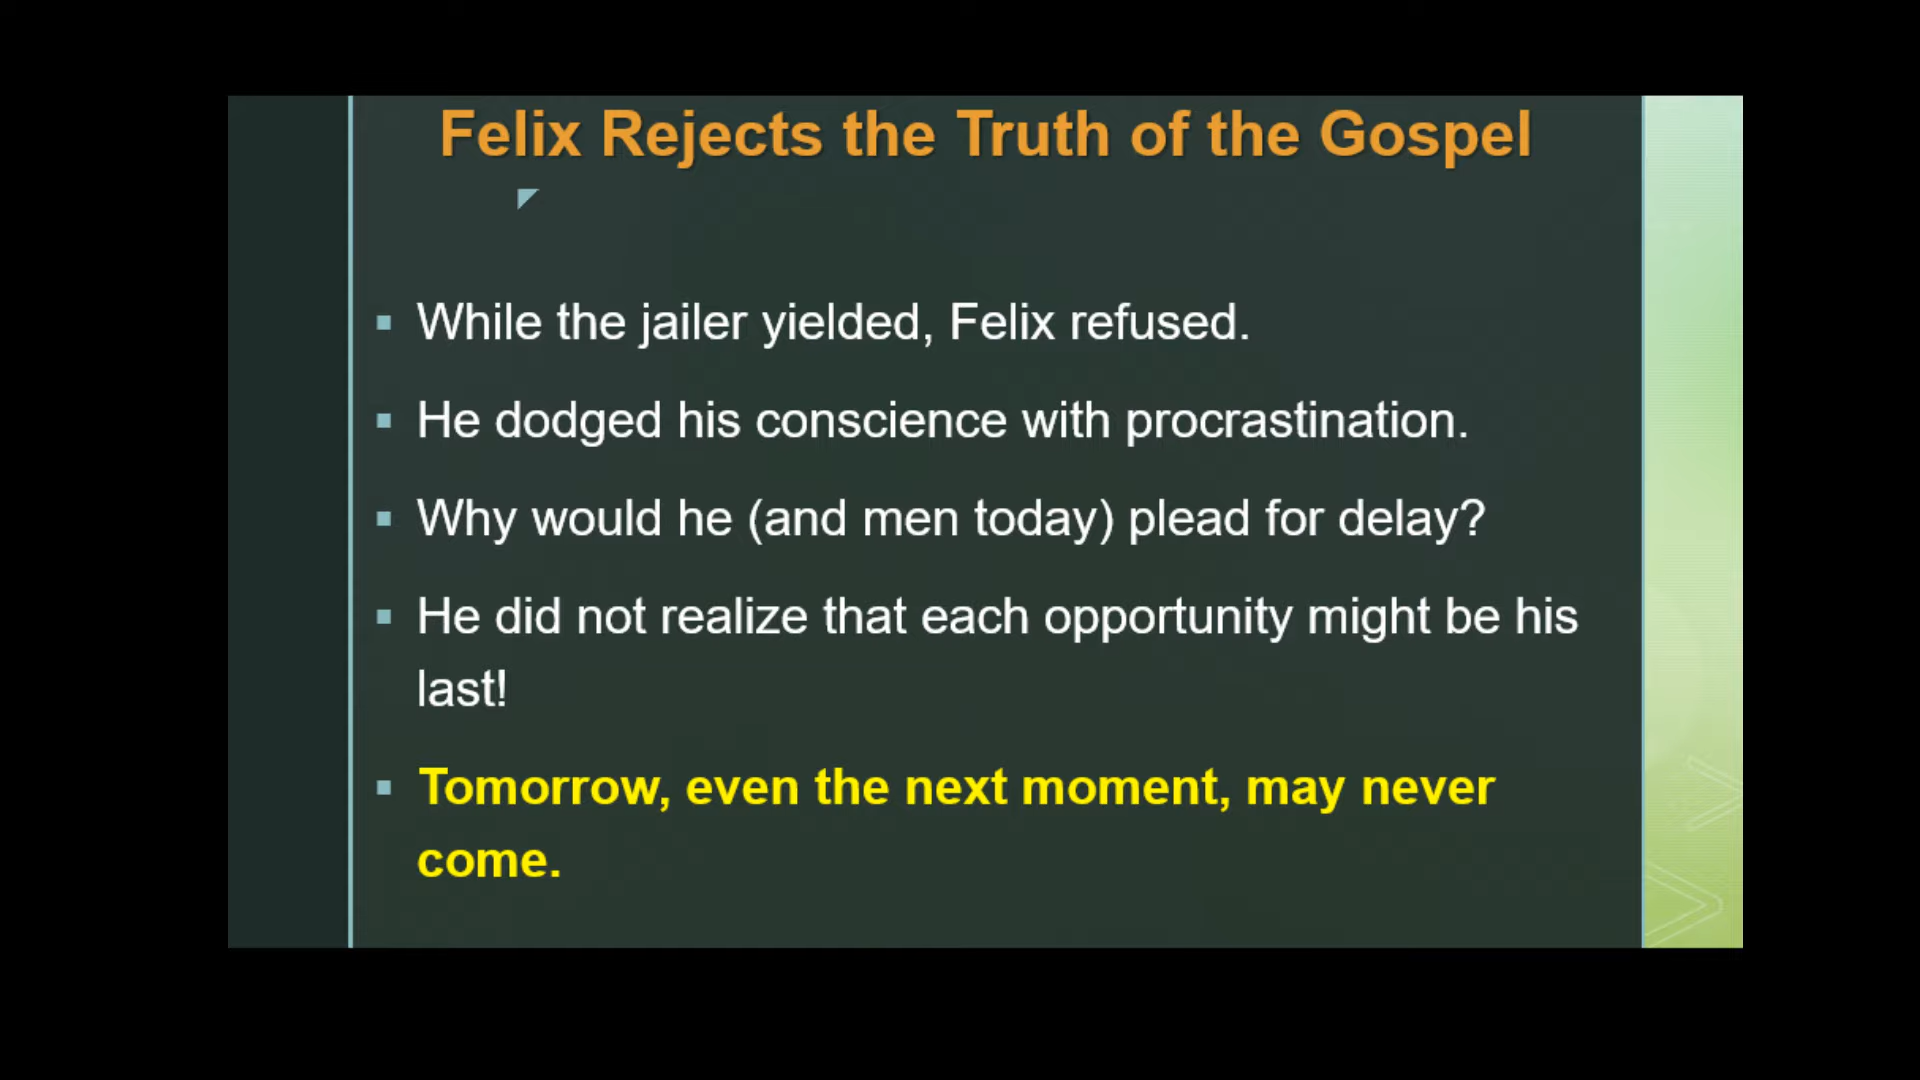 Felix Rejects the Truth of the Gospel
While the jailer yielded, Felix refused.
He dodged his conscience with procrastination.
Why would he (and men today) plead for delay?
He did not realize that each opportunity might be his
last!
Tomorrow, even the next moment, may never
come.